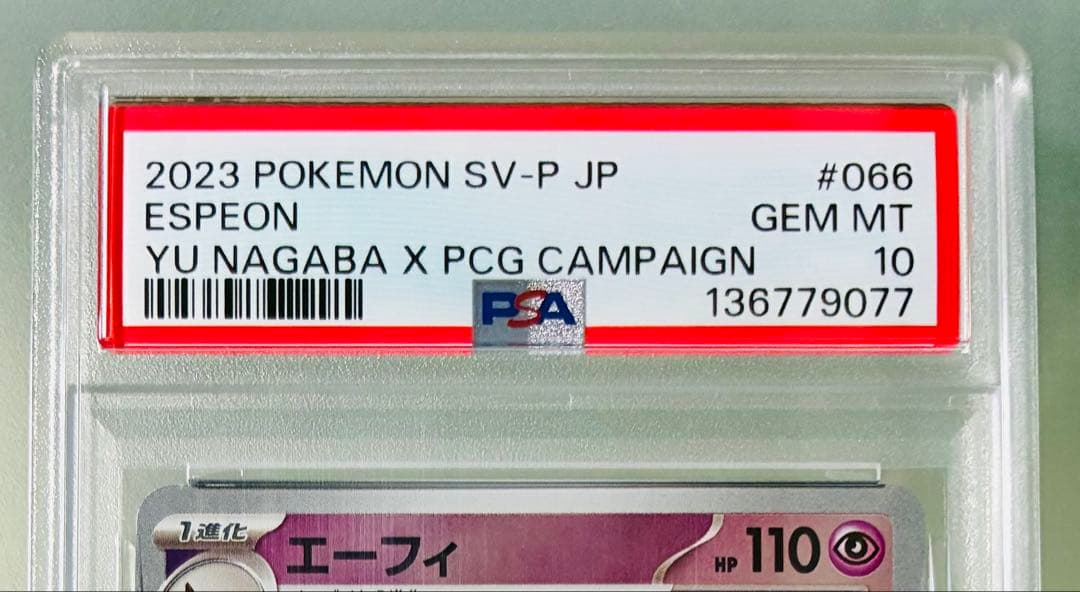 2023 POKEMON SV-P JP #066
ESPEON GEM MT
YU NAGABA X PCG CAMPAIGN 10
PSA 136779077
1進化 エーフィ HP 110